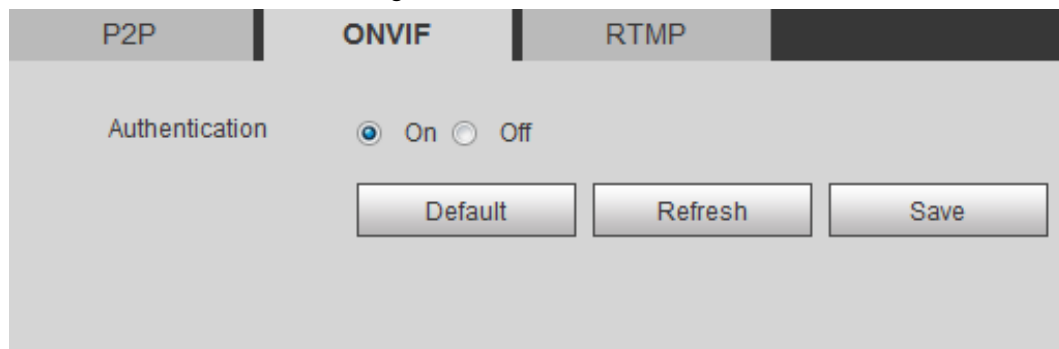 P2P ONVIF RTMP
Authentication On Off
Default Refresh Save